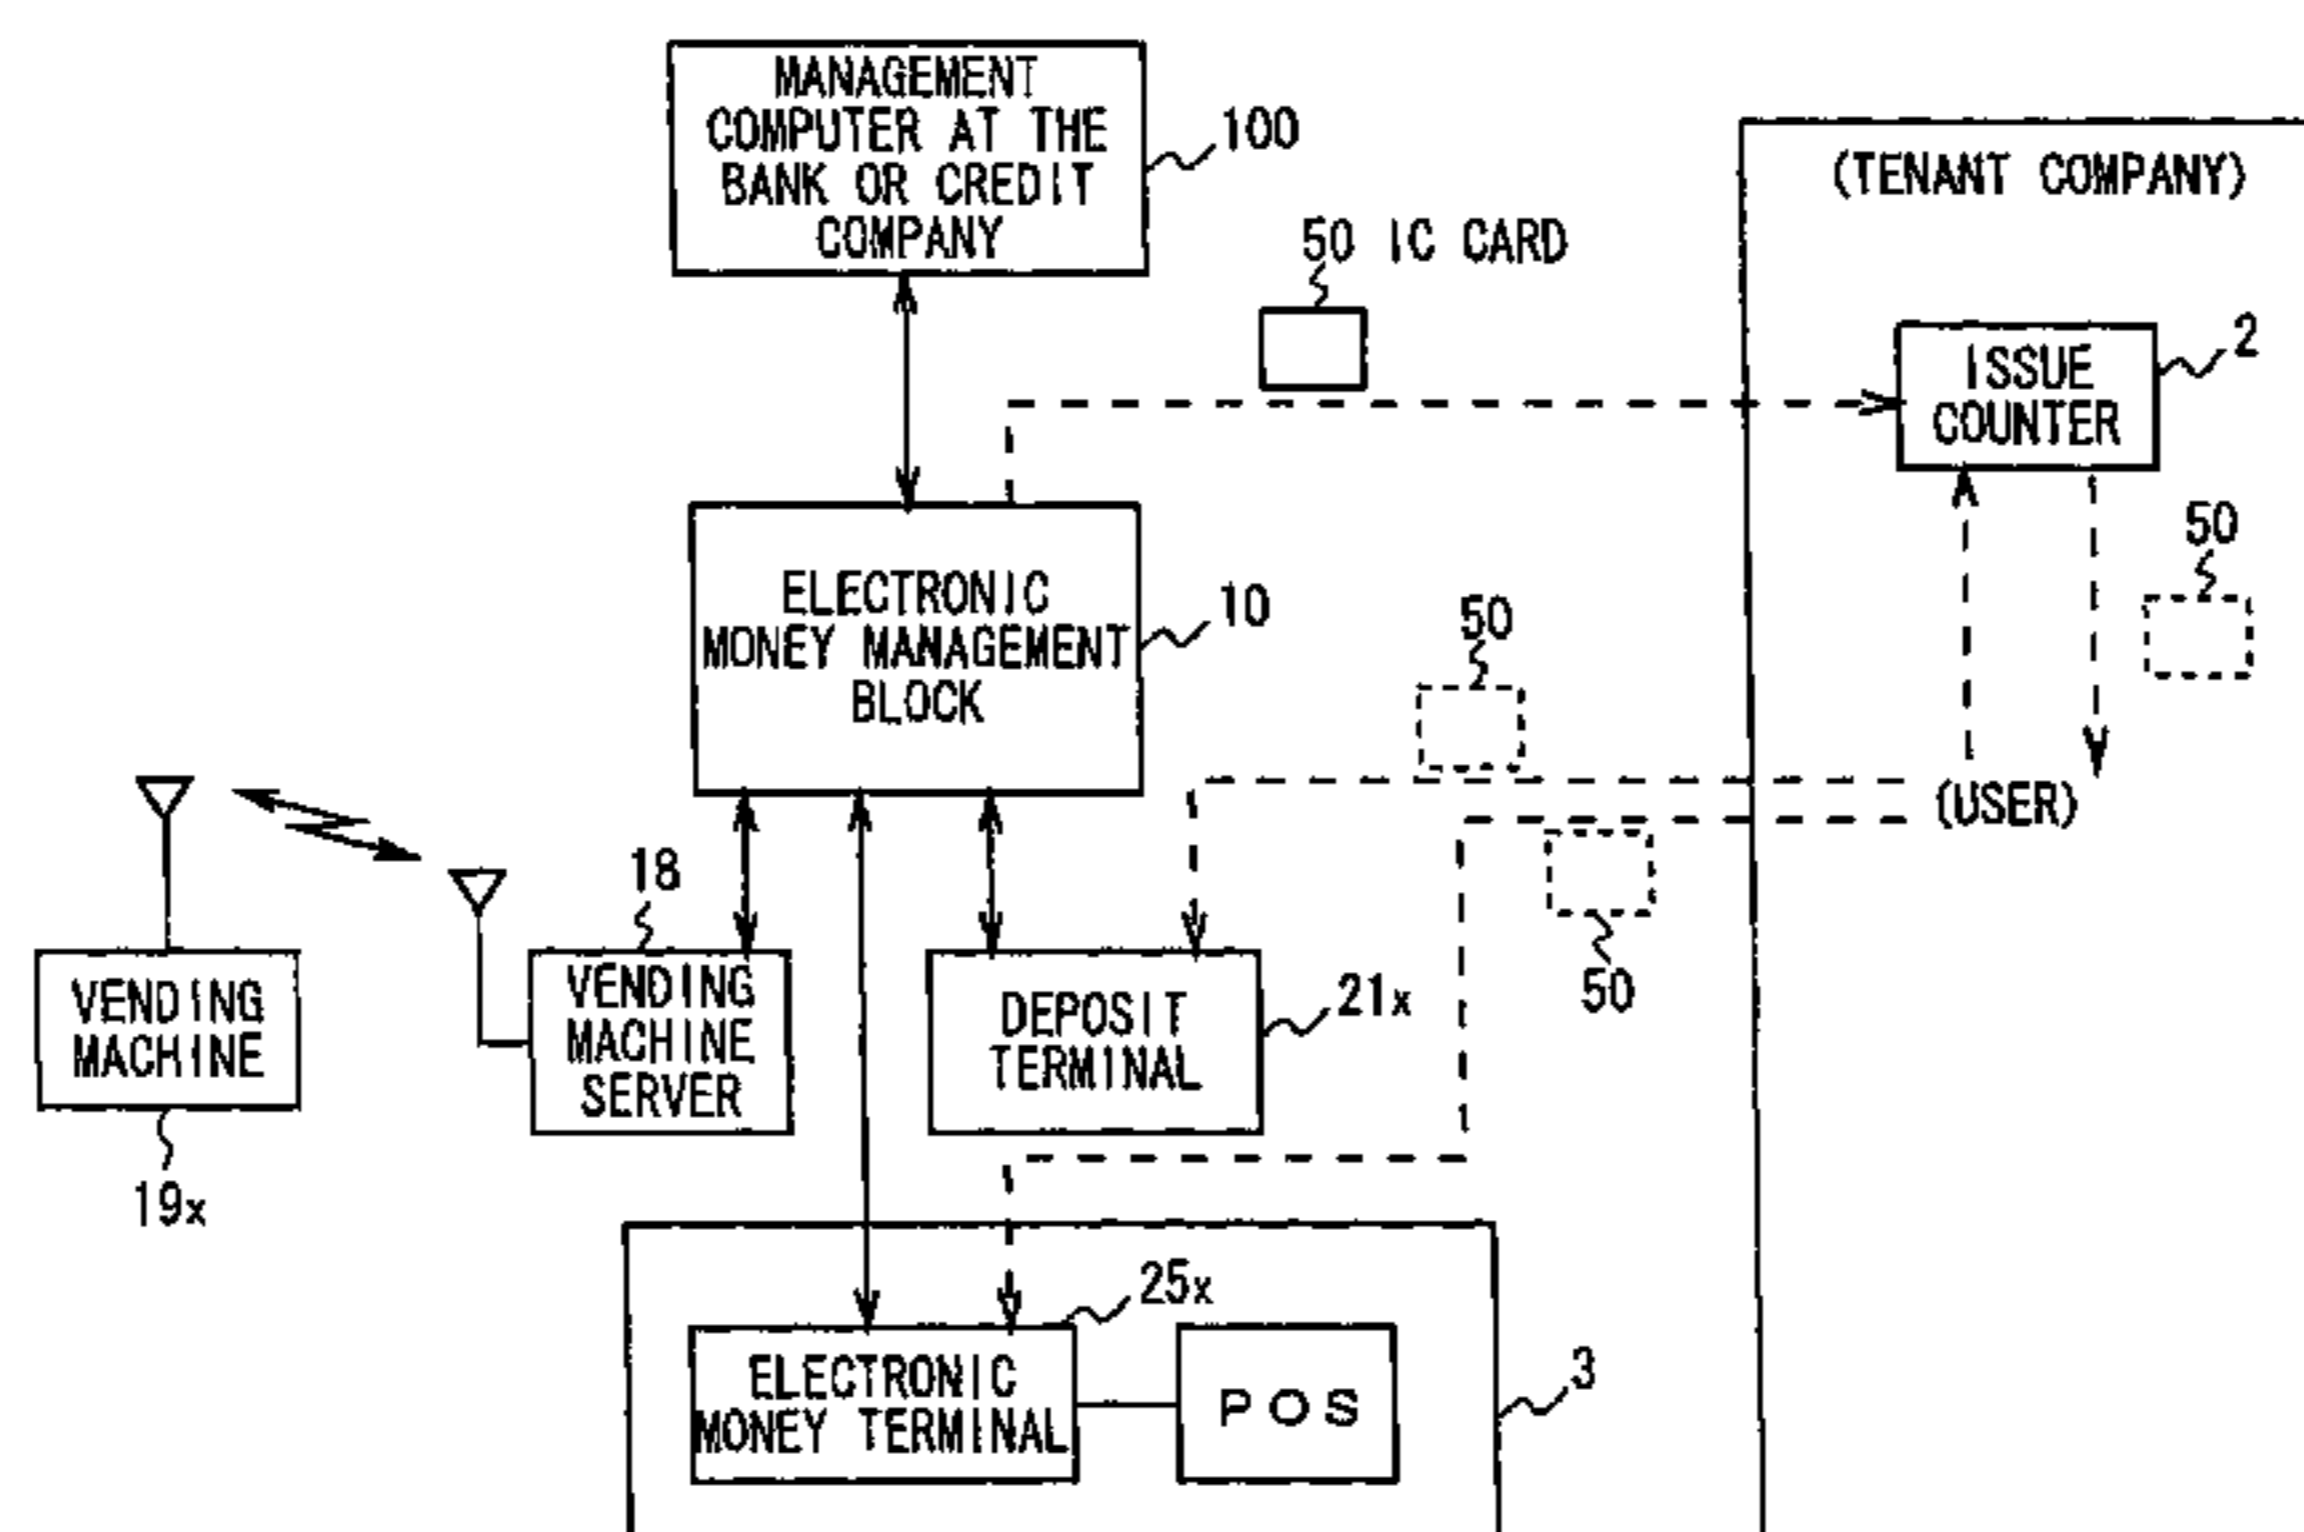 MANAGEMENT
COMPUTER AT THE
BANK OR CREDIT
COMPANY
100
(TENANT COMPANY)
50 IC CARD
ISSUE
COUNTER
2
50
ELECTRONIC
MONEY MANAGEMENT
BLOCK
10
50
(USER)
50
18
VENDING
MACHINE
19x
VENDING
MACHINE
SERVER
DEPOSIT
TERMINAL
21x
25x
ELECTRONIC
MONEY TERMINAL
POS
3